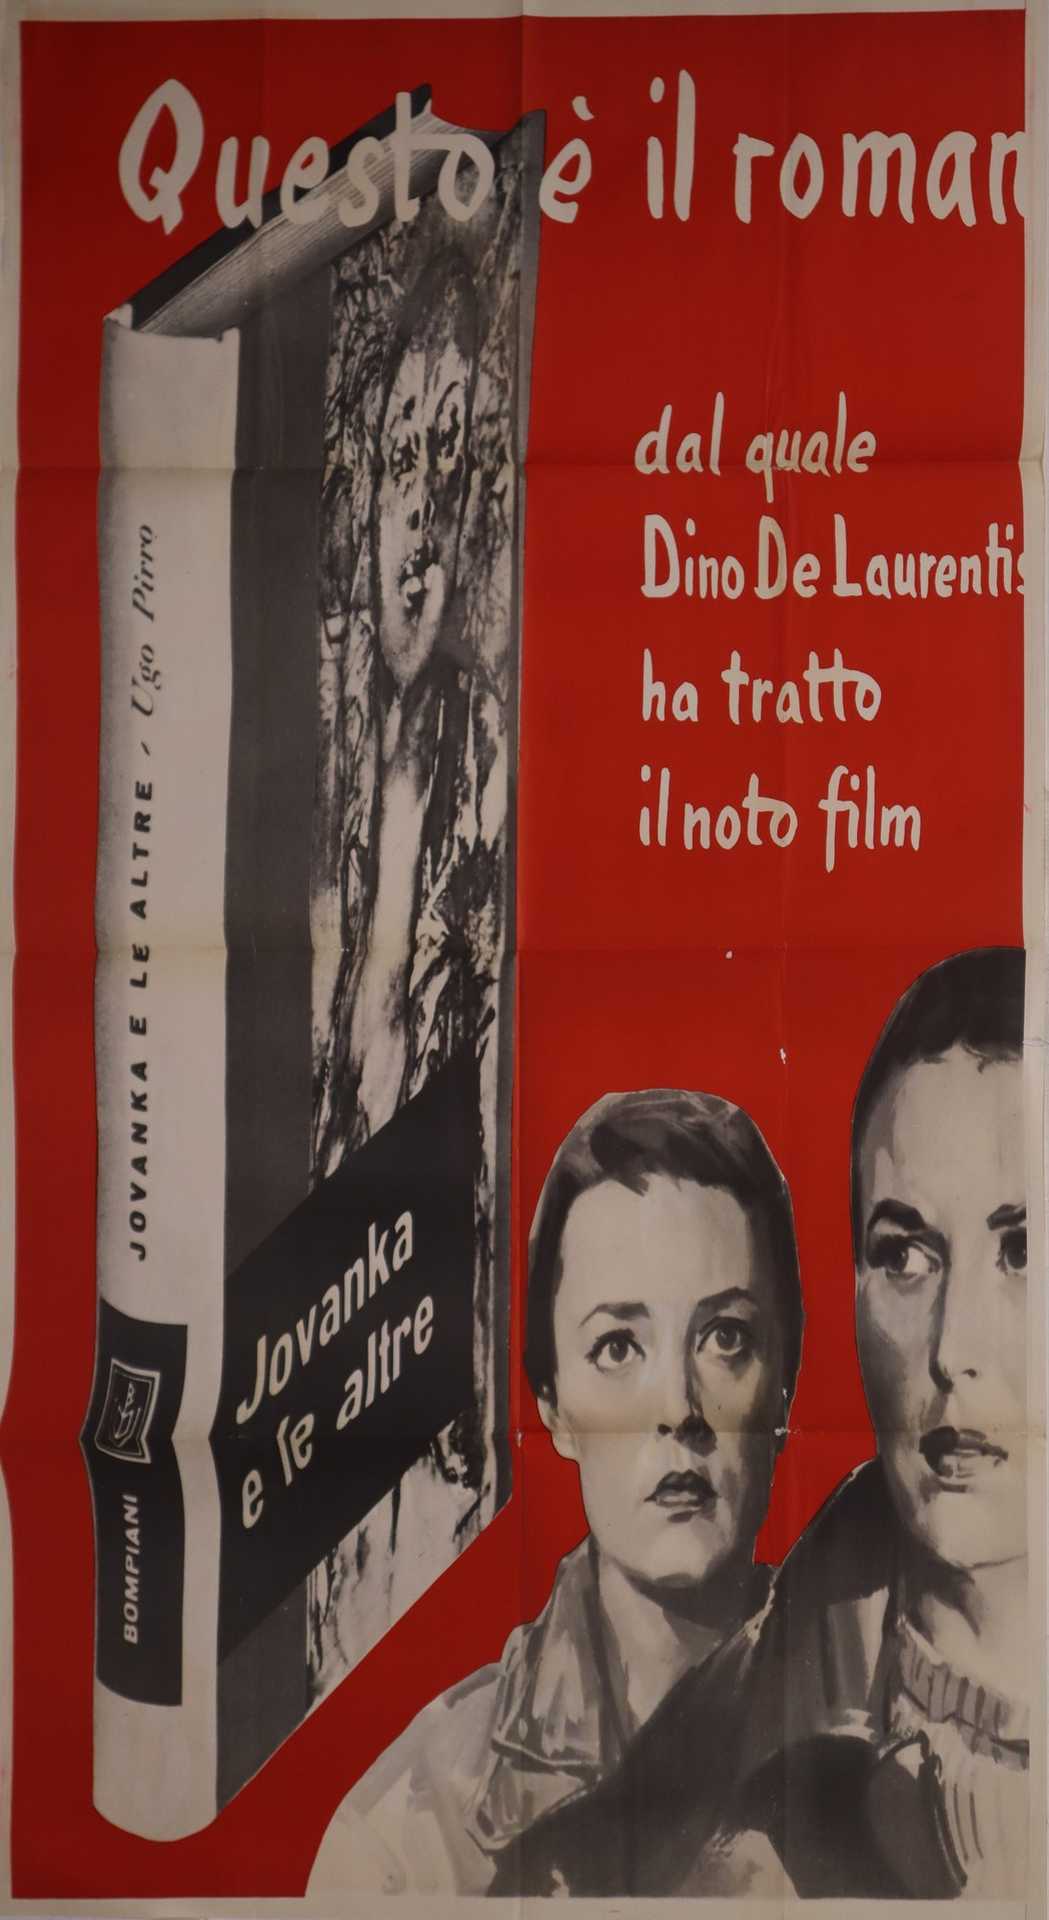 Questo è il roman
dal quale
Dino De Laurentis
ha tratto
il noto film
JOVANKA E LE ALTRE / Ugo Pirro
BOMPIANI
Jovanka
e le altre